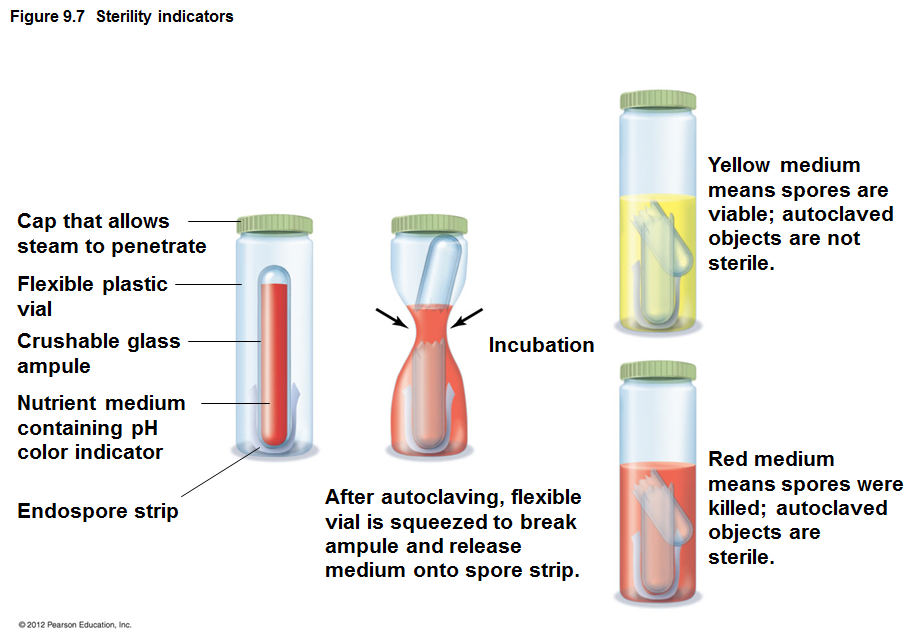 Figure 9.7 Sterility indicators
Cap that allows
steam to penetrate
Flexible plastic
vial
Crushable glass
ampule
Nutrient medium
containing pH
color indicator
Endospore strip
After autoclaving, flexible
vial is squeezed to break
ampule and release
medium onto spore strip.
Incubation
Yellow medium
means spores are
viable; autoclaved
objects are not
sterile.
Red medium
means spores were
killed; autoclaved
objects are
sterile.
© 2012 Pearson Education, Inc.